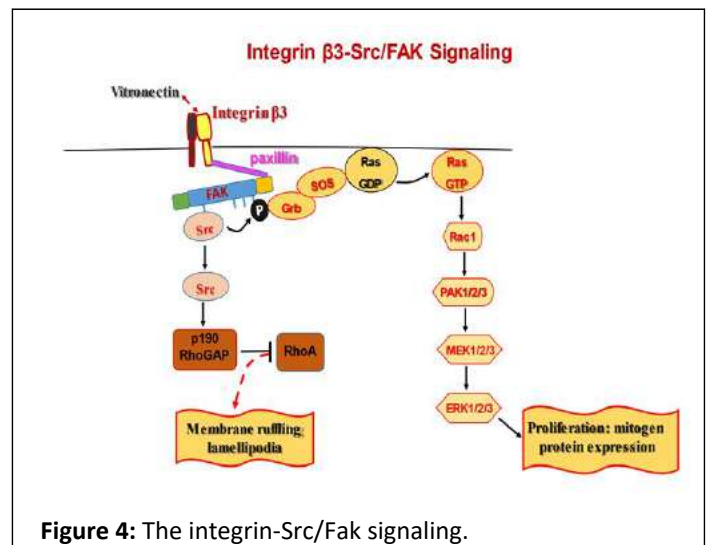 Integrin β3-Src/FAK Signaling
Vitronectin
Integrin β3
paxillin
FAK
Src
P
Grb
SOS
Ras
GDP
Ras
GTP
Rac1
Src
PAK1/2/3
p190
RhoGAP
RhoA
MEK1/2/3
ERK1/2/3
Membrane ruffling;
lamellipodia
Proliferation: mitogen
protein expression
Figure 4: The integrin-Src/Fak signaling.